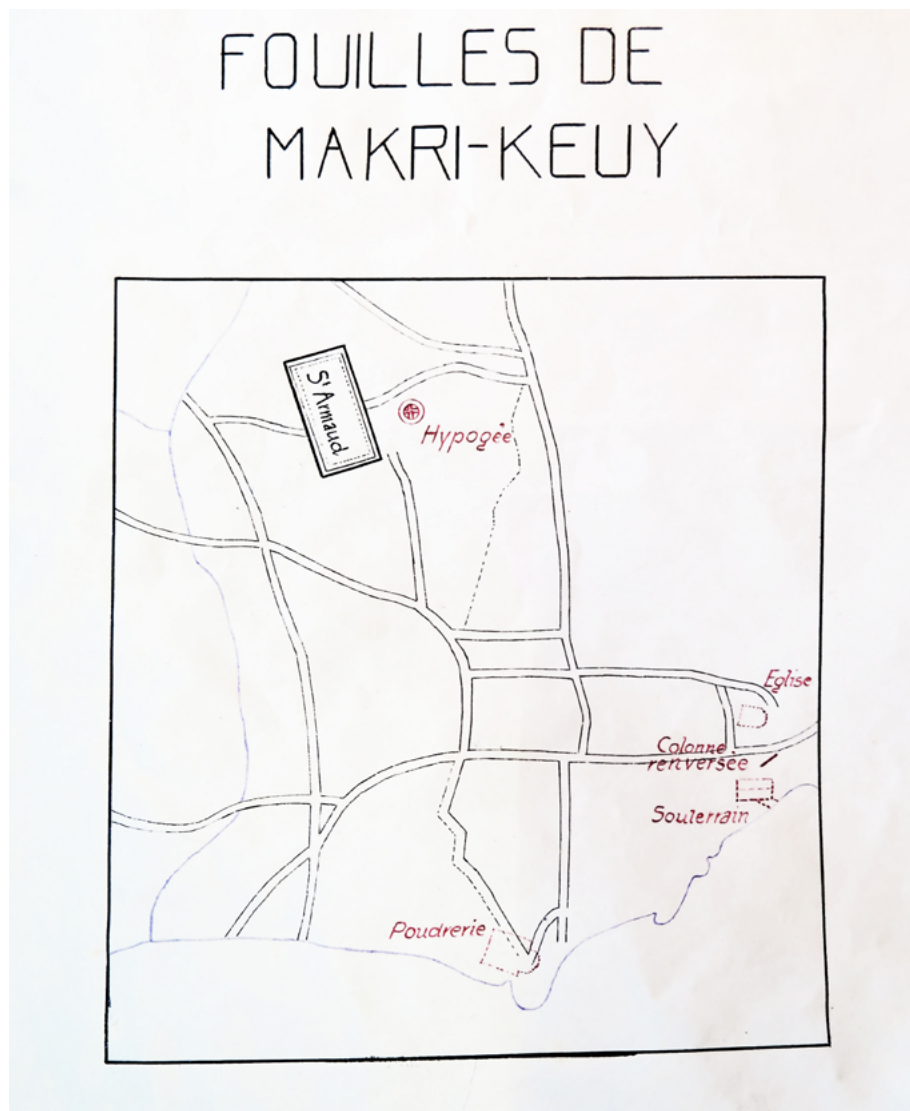 FOUILLES DE
MAKRI-KEUY
St Armaud
Hypogée
Eglise
Colonne
renversée
Souterrain
Poudrerie